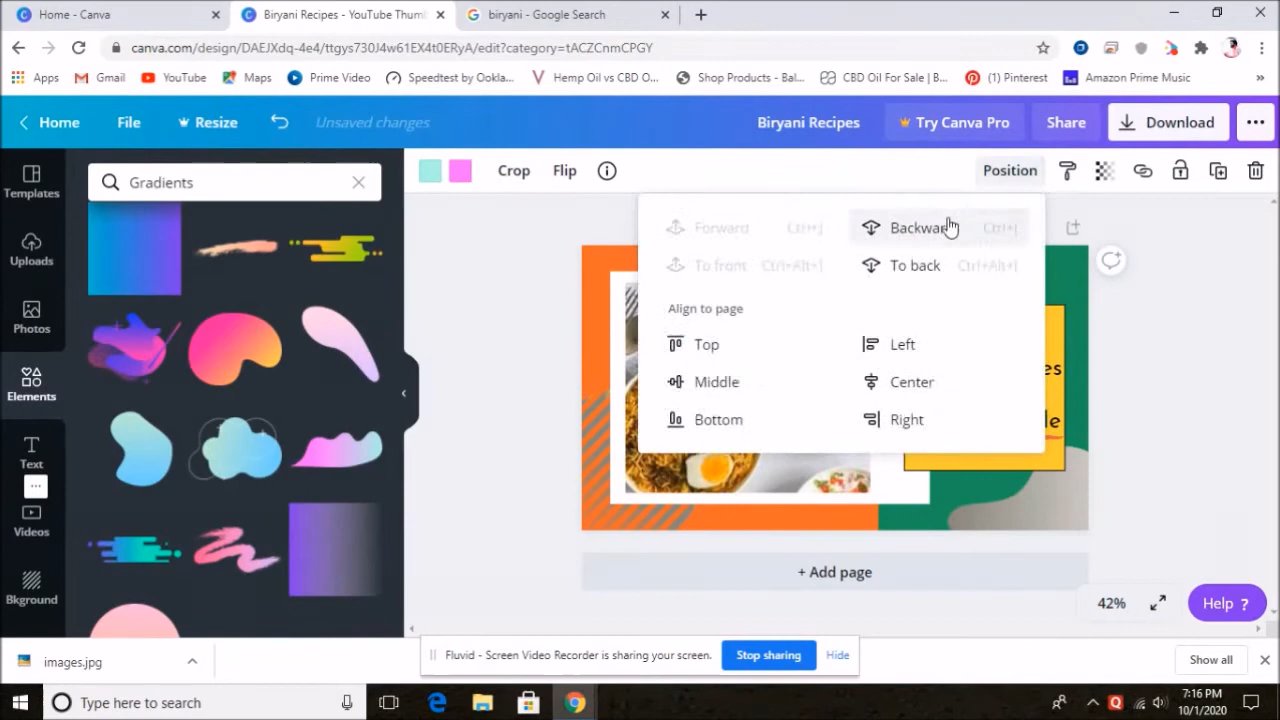 Home - Canva
Biryani Recipes - YouTube Thumb
biryani - Google Search
canva.com/design/DAEJXdq-4e4/ttgys730J4w61EX4t0ERyA/edit?category=tACZCnmCPGY
Apps Gmail YouTube Maps Prime Video Speedtest by Ookla... Hemp Oil vs CBD O... Shop Products - Bal... CBD Oil For Sale | B... (1) Pinterest Amazon Prime Music
Home File Resize Unsaved changes Biryani Recipes Try Canva Pro Share Download
Crop Flip Position
Templates
Uploads
Photos
Elements
Text
Videos
Bkground
Gradients
Forward Ctrl+] Backwar Ctrl+[
To front Ctrl+Alt+] To back Ctrl+Alt+[
Align to page
Top Left
Middle Center
Bottom Right
es
le
+ Add page
42% Help ?
images.jpg
Fluvid - Screen Video Recorder is sharing your screen. Stop sharing Hide
Show all
Type here to search
7:16 PM
10/1/2020